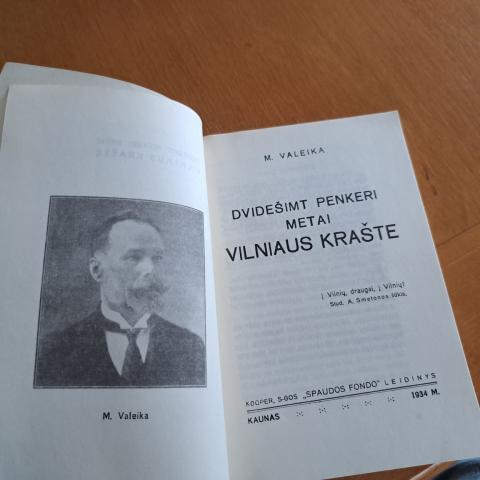 M. Valeika
M. VALEIKA
DVIDEŠIMT PENKERI
METAI
VILNIAUS KRAŠTE
Į Vilnių, draugai, į Vilnių!
Stud. A. Smetonos šūkis.
KOOPER. S-GOS „SPAUDOS FONDO" LEIDINYS
KAUNAS 1934 M.